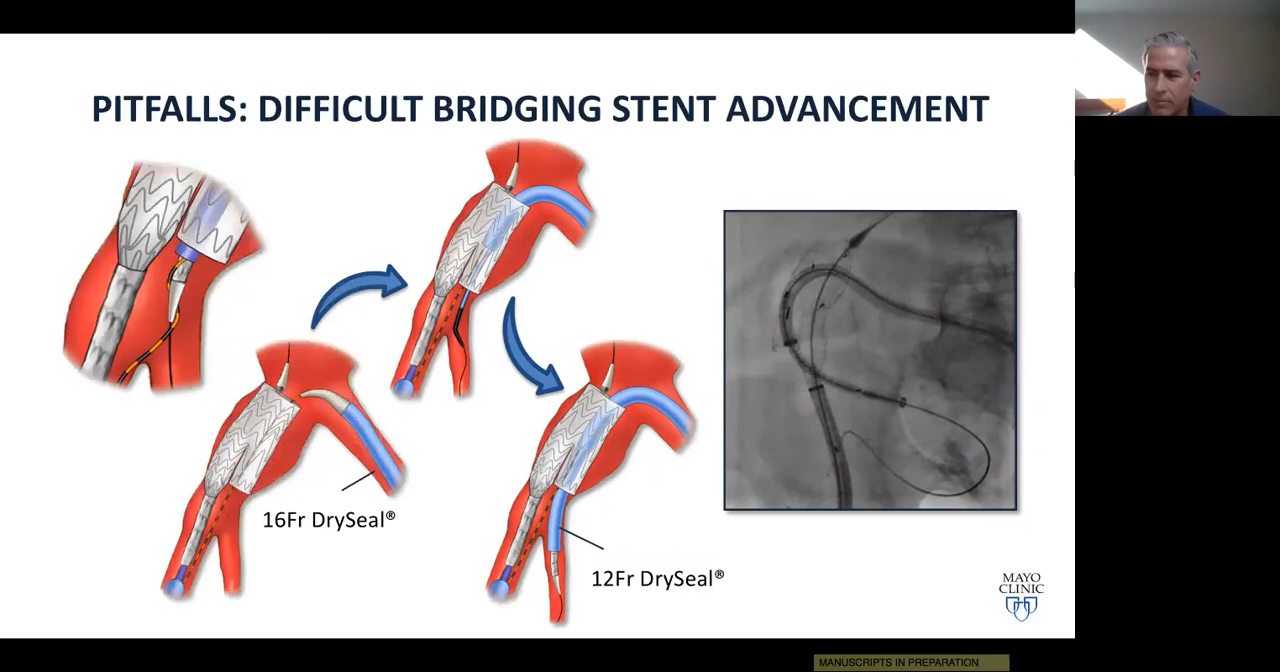 PITFALLS: DIFFICULT BRIDGING STENT ADVANCEMENT
16Fr DrySeal®
12Fr DrySeal®
MAYO
CLINIC
MANUSCRIPTS IN PREPARATION